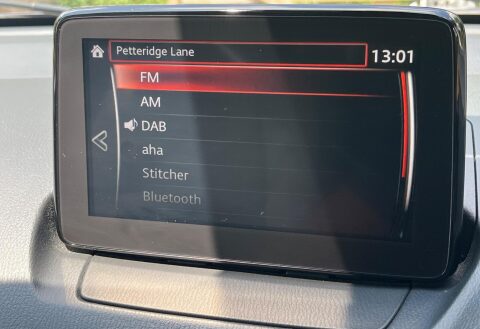 Petteridge Lane
13:01
FM
AM
DAB
aha
Stitcher
Bluetooth